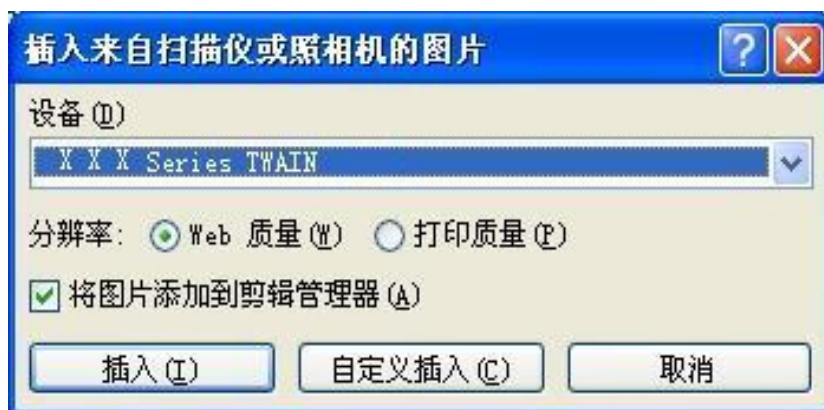 插入来自扫描仪或照相机的图片
设备(D)
X X X Series TWAIN
分辨率: Web 质量(W) 打印质量(P)
将图片添加到剪辑管理器(A)
插入(I) 自定义插入(C) 取消